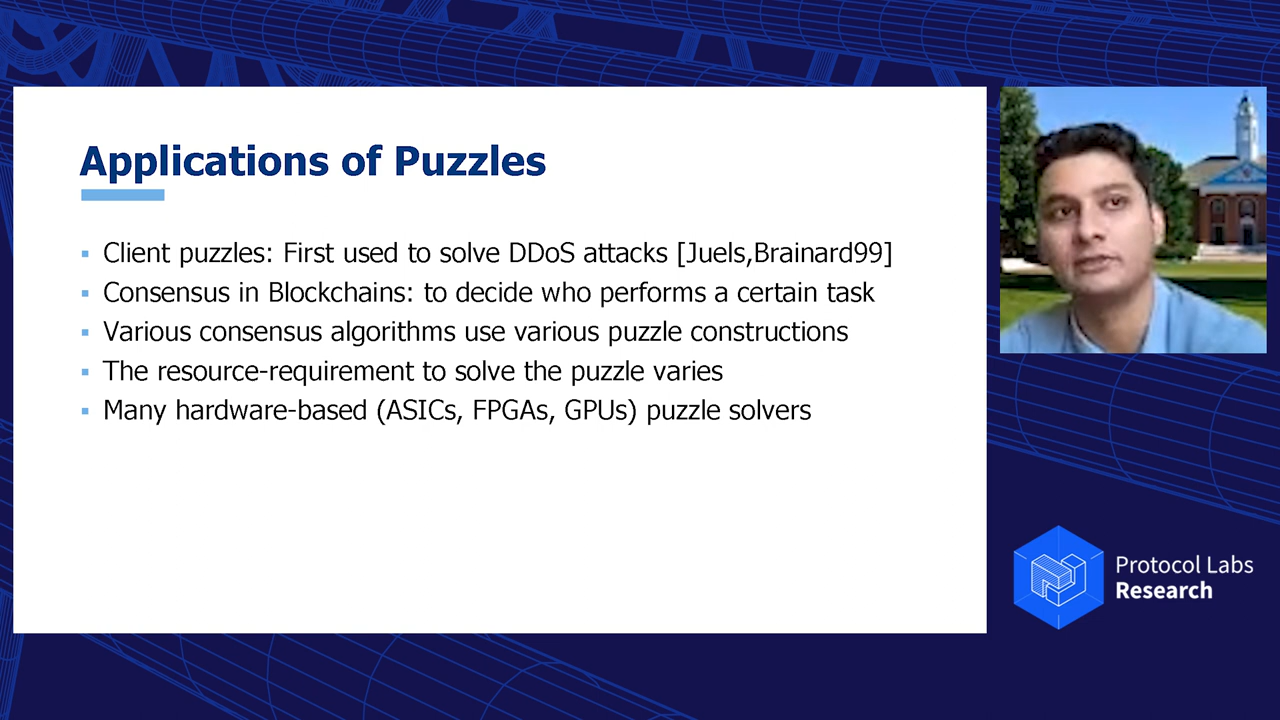 Applications of Puzzles
Client puzzles: First used to solve DDoS attacks [Juels,Brainard99]
Consensus in Blockchains: to decide who performs a certain task
Various consensus algorithms use various puzzle constructions
The resource-requirement to solve the puzzle varies
Many hardware-based (ASICs, FPGAs, GPUs) puzzle solvers
Protocol Labs
Research